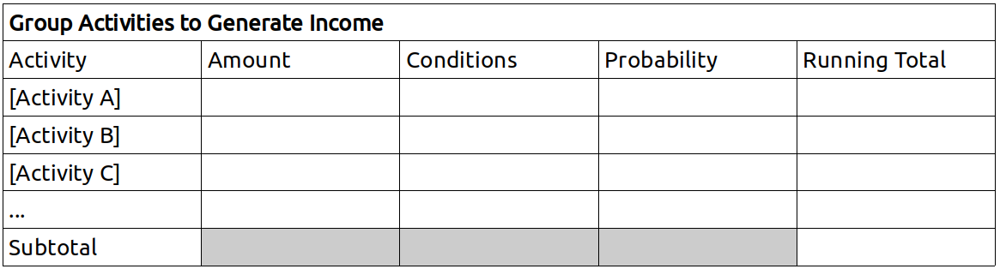 Group Activities to Generate Income
Activity Amount Conditions Probability Running Total
[Activity A]
[Activity B]
[Activity C]
...
Subtotal